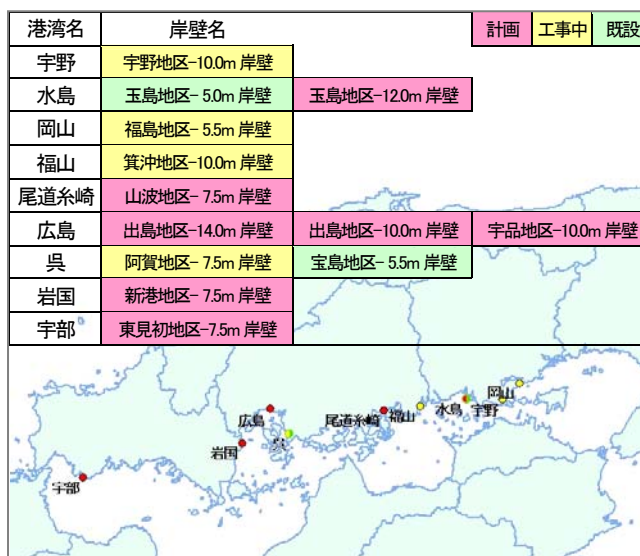 港湾名 岸壁名 計画 工事中 既設
宇野 宇野地区-10.0m 岸壁
水島 玉島地区- 5.0m 岸壁 玉島地区-12.0m 岸壁
岡山 福島地区- 5.5m 岸壁
福山 箕沖地区-10.0m 岸壁
尾道糸崎 山波地区- 7.5m 岸壁
広島 出島地区-14.0m 岸壁 出島地区-10.0m 岸壁 宇品地区-10.0m 岸壁
呉 阿賀地区- 7.5m 岸壁 宝島地区- 5.5m 岸壁
岩国 新港地区- 7.5m 岸壁
宇部 東見初地区-7.5m 岸壁
岡山
広島 尾道糸崎 福山 水島 宇野
岩国 呉
宇部